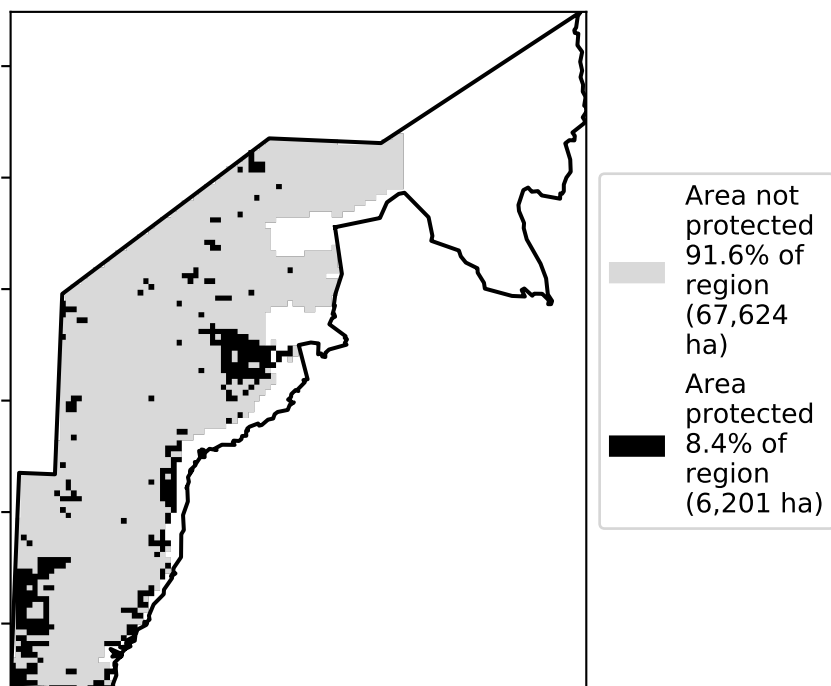 Area not
protected
91.6% of
region
(67,624
ha)
Area
protected
8.4% of
region
(6,201 ha)